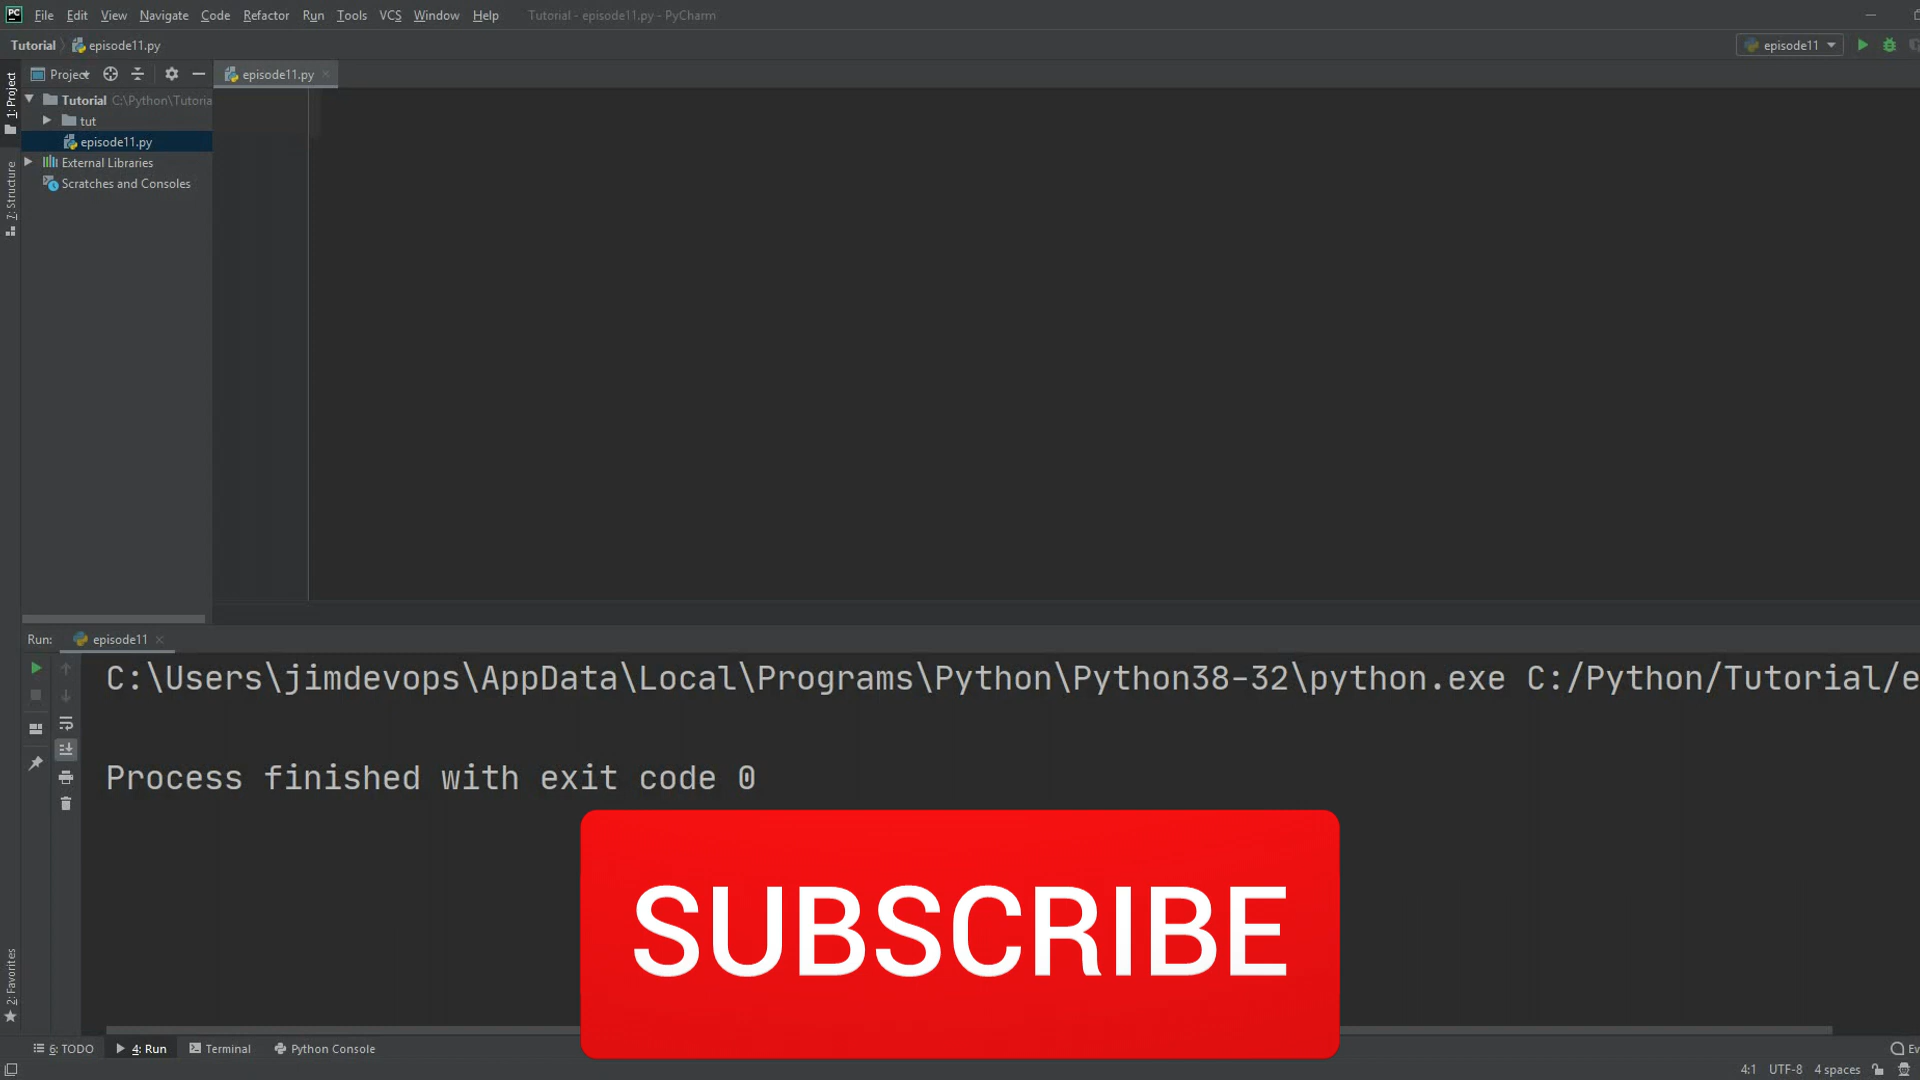 PC File Edit View Navigate Code Refactor Run Tools VCS Window Help Tutorial - episode11.py - PyCharm
Tutorial episode11.py episode11
1: Project Project episode11.py
Tutorial C:\Python\Tutoria
tut
episode11.py
External Libraries
Scratches and Consoles
7: Structure
Run: episode11
C:\Users\jimdevops\AppData\Local\Programs\Python\Python38-32\python.exe C:/Python/Tutorial/e
Process finished with exit code 0
SUBSCRIBE
2: Favorites
6: TODO 4: Run Terminal Python Console Ev
4:1 UTF-8 4 spaces